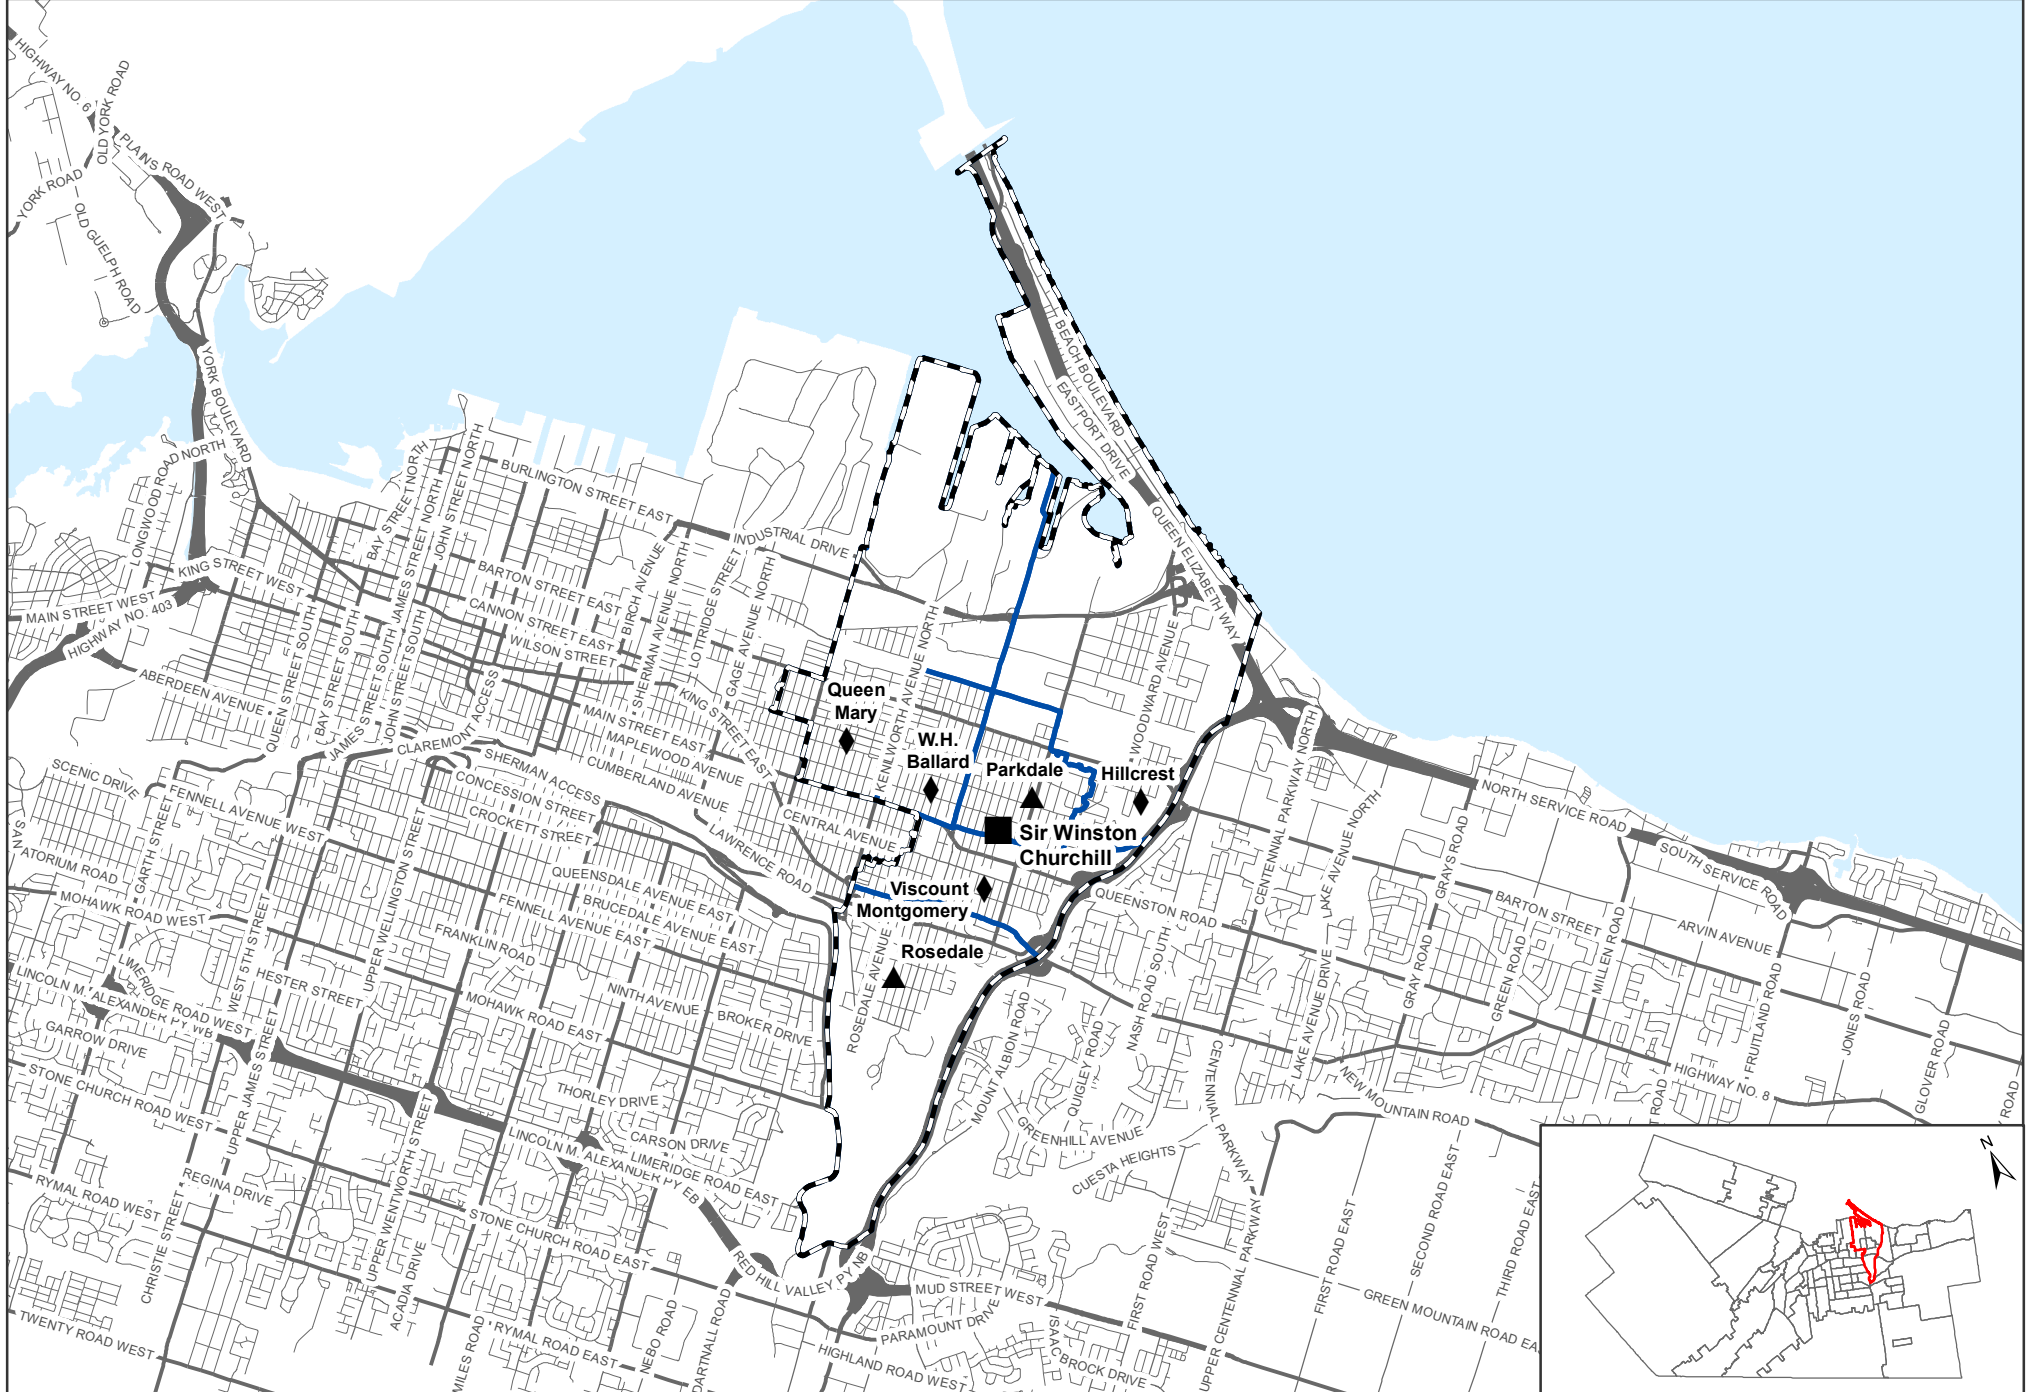 HIGHWAY NO. 6
OLD YORK ROAD
PLAINS ROAD WEST
YORK ROAD
OLD GUELPH ROAD
YORK BOULEVARD
LONGWOOD ROAD NORTH
BAY STREET NORTH
JAMES STREET NORTH
JOHN STREET NORTH
BURLINGTON STREET EAST
INDUSTRIAL DRIVE
BEACH BOULEVARD
EASTPORT DRIVE
QUEEN ELIZABETH WAY
KING STREET WEST
MAIN STREET WEST
HIGHWAY NO. 403
BARTON STREET EAST
CANNON STREET EAST
WILSON STREET
BIRCH AVENUE
SHERMAN AVENUE NORTH
LOTTRIDGE STREET
GAGE AVENUE NORTH
KENILWORTH AVENUE NORTH
WOODWARD AVENUE
ABERDEEN AVENUE
QUEEN STREET SOUTH
BAY STREET SOUTH
JAMES STREET SOUTH
JOHN STREET SOUTH
CLAREMONT ACCESS
KING STREET EAST
MAIN STREET EAST
MAPLEWOOD AVENUE
CUMBERLAND AVENUE
SHERMAN ACCESS
CONCESSION STREET
CROCKETT STREET
CENTRAL AVENUE
LAWRENCE ROAD
Queen
Mary
W.H.
Ballard
Parkdale
Hillcrest
Sir Winston
Churchill
Viscount
Montgomery
Rosedale
SCENIC DRIVE
FENNELL AVENUE WEST
GARTH STREET
SAN
ATORIUM ROAD
MOHAWK ROAD WEST
WEST 5TH STREET
UPPER WELLINGTON STREET
QUEENSDALE AVENUE EAST
BRUCEDALE AVENUE EAST
FENNELL AVENUE EAST
FRANKLIN ROAD
ROSEDALE AVENUE
QUEENSTON ROAD
CENTENNIAL PARKWAY NORTH
LAKE AVENUE NORTH
GRAYS ROAD
NORTH SERVICE ROAD
SOUTH SERVICE ROAD
BARTON STREET
ARVIN AVENUE
MILLEN ROAD
GREEN ROAD
GRAY ROAD
LAKE AVENUE DRIVE
NASH ROAD SOUTH
FRUITLAND ROAD
JONES ROAD
GLOVER ROAD
LINCOLN M. ALEXANDER PY WB
LIMERIDGE ROAD WEST
HESTER STREET
GARROW DRIVE
MOHAWK ROAD EAST
NINTH AVENUE
BROKER DRIVE
STONE CHURCH ROAD WEST
UPPER JAMES STREET
THORLEY DRIVE
CARSON DRIVE
LIMERIDGE ROAD EAST
LINCOLN M. ALEXANDER PY EB
MOUNT ALBION ROAD
QUIGLEY ROAD
GREENHILL AVENUE
CUESTA HEIGHTS
CENTENNIAL PARKWAY
NEW MOUNTAIN ROAD
HIGHWAY NO. 8
T ROAD
Y ROAD
REGINA DRIVE
RYMAL ROAD WEST
CHRISTIE STREET
UPPER WENTWORTH STREET
ACADIA DRIVE
STONE CHURCH ROAD EAST
RED HILL VALLEY PY NB
MUD STREET WEST
PARAMOUNT DRIVE
FIRST ROAD WEST
UPPER CENTENNIAL PARKWAY
FIRST ROAD EAST
SECOND ROAD EAST
THIRD ROAD EAST
GREEN MOUNTAIN ROAD EA
TWENTY ROAD WEST
MILES ROAD
RYMAL ROAD EAST
NEBO ROAD
DARTNALL ROAD
HIGHLAND ROAD WEST
ISAAC BROCK DRIVE
N